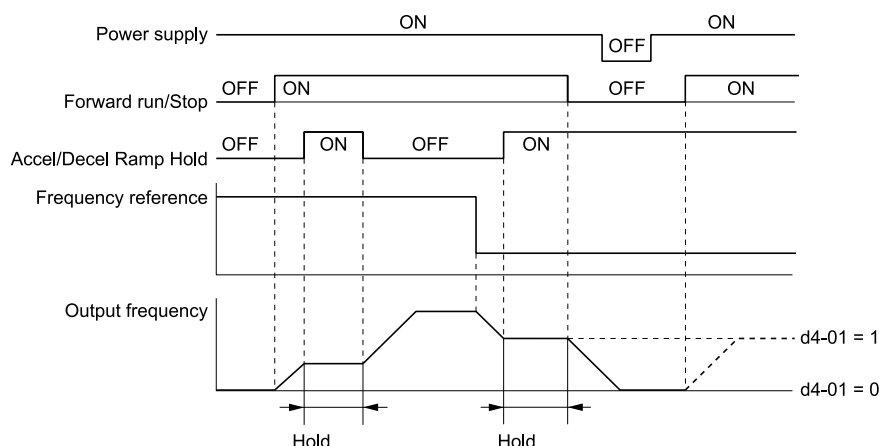 ON ON
Power supply
OFF
OFF ON OFF ON
Forward run/Stop
OFF ON OFF ON
Accel/Decel Ramp Hold
Frequency reference
Output frequency
d4-01 = 1
d4-01 = 0
Hold Hold